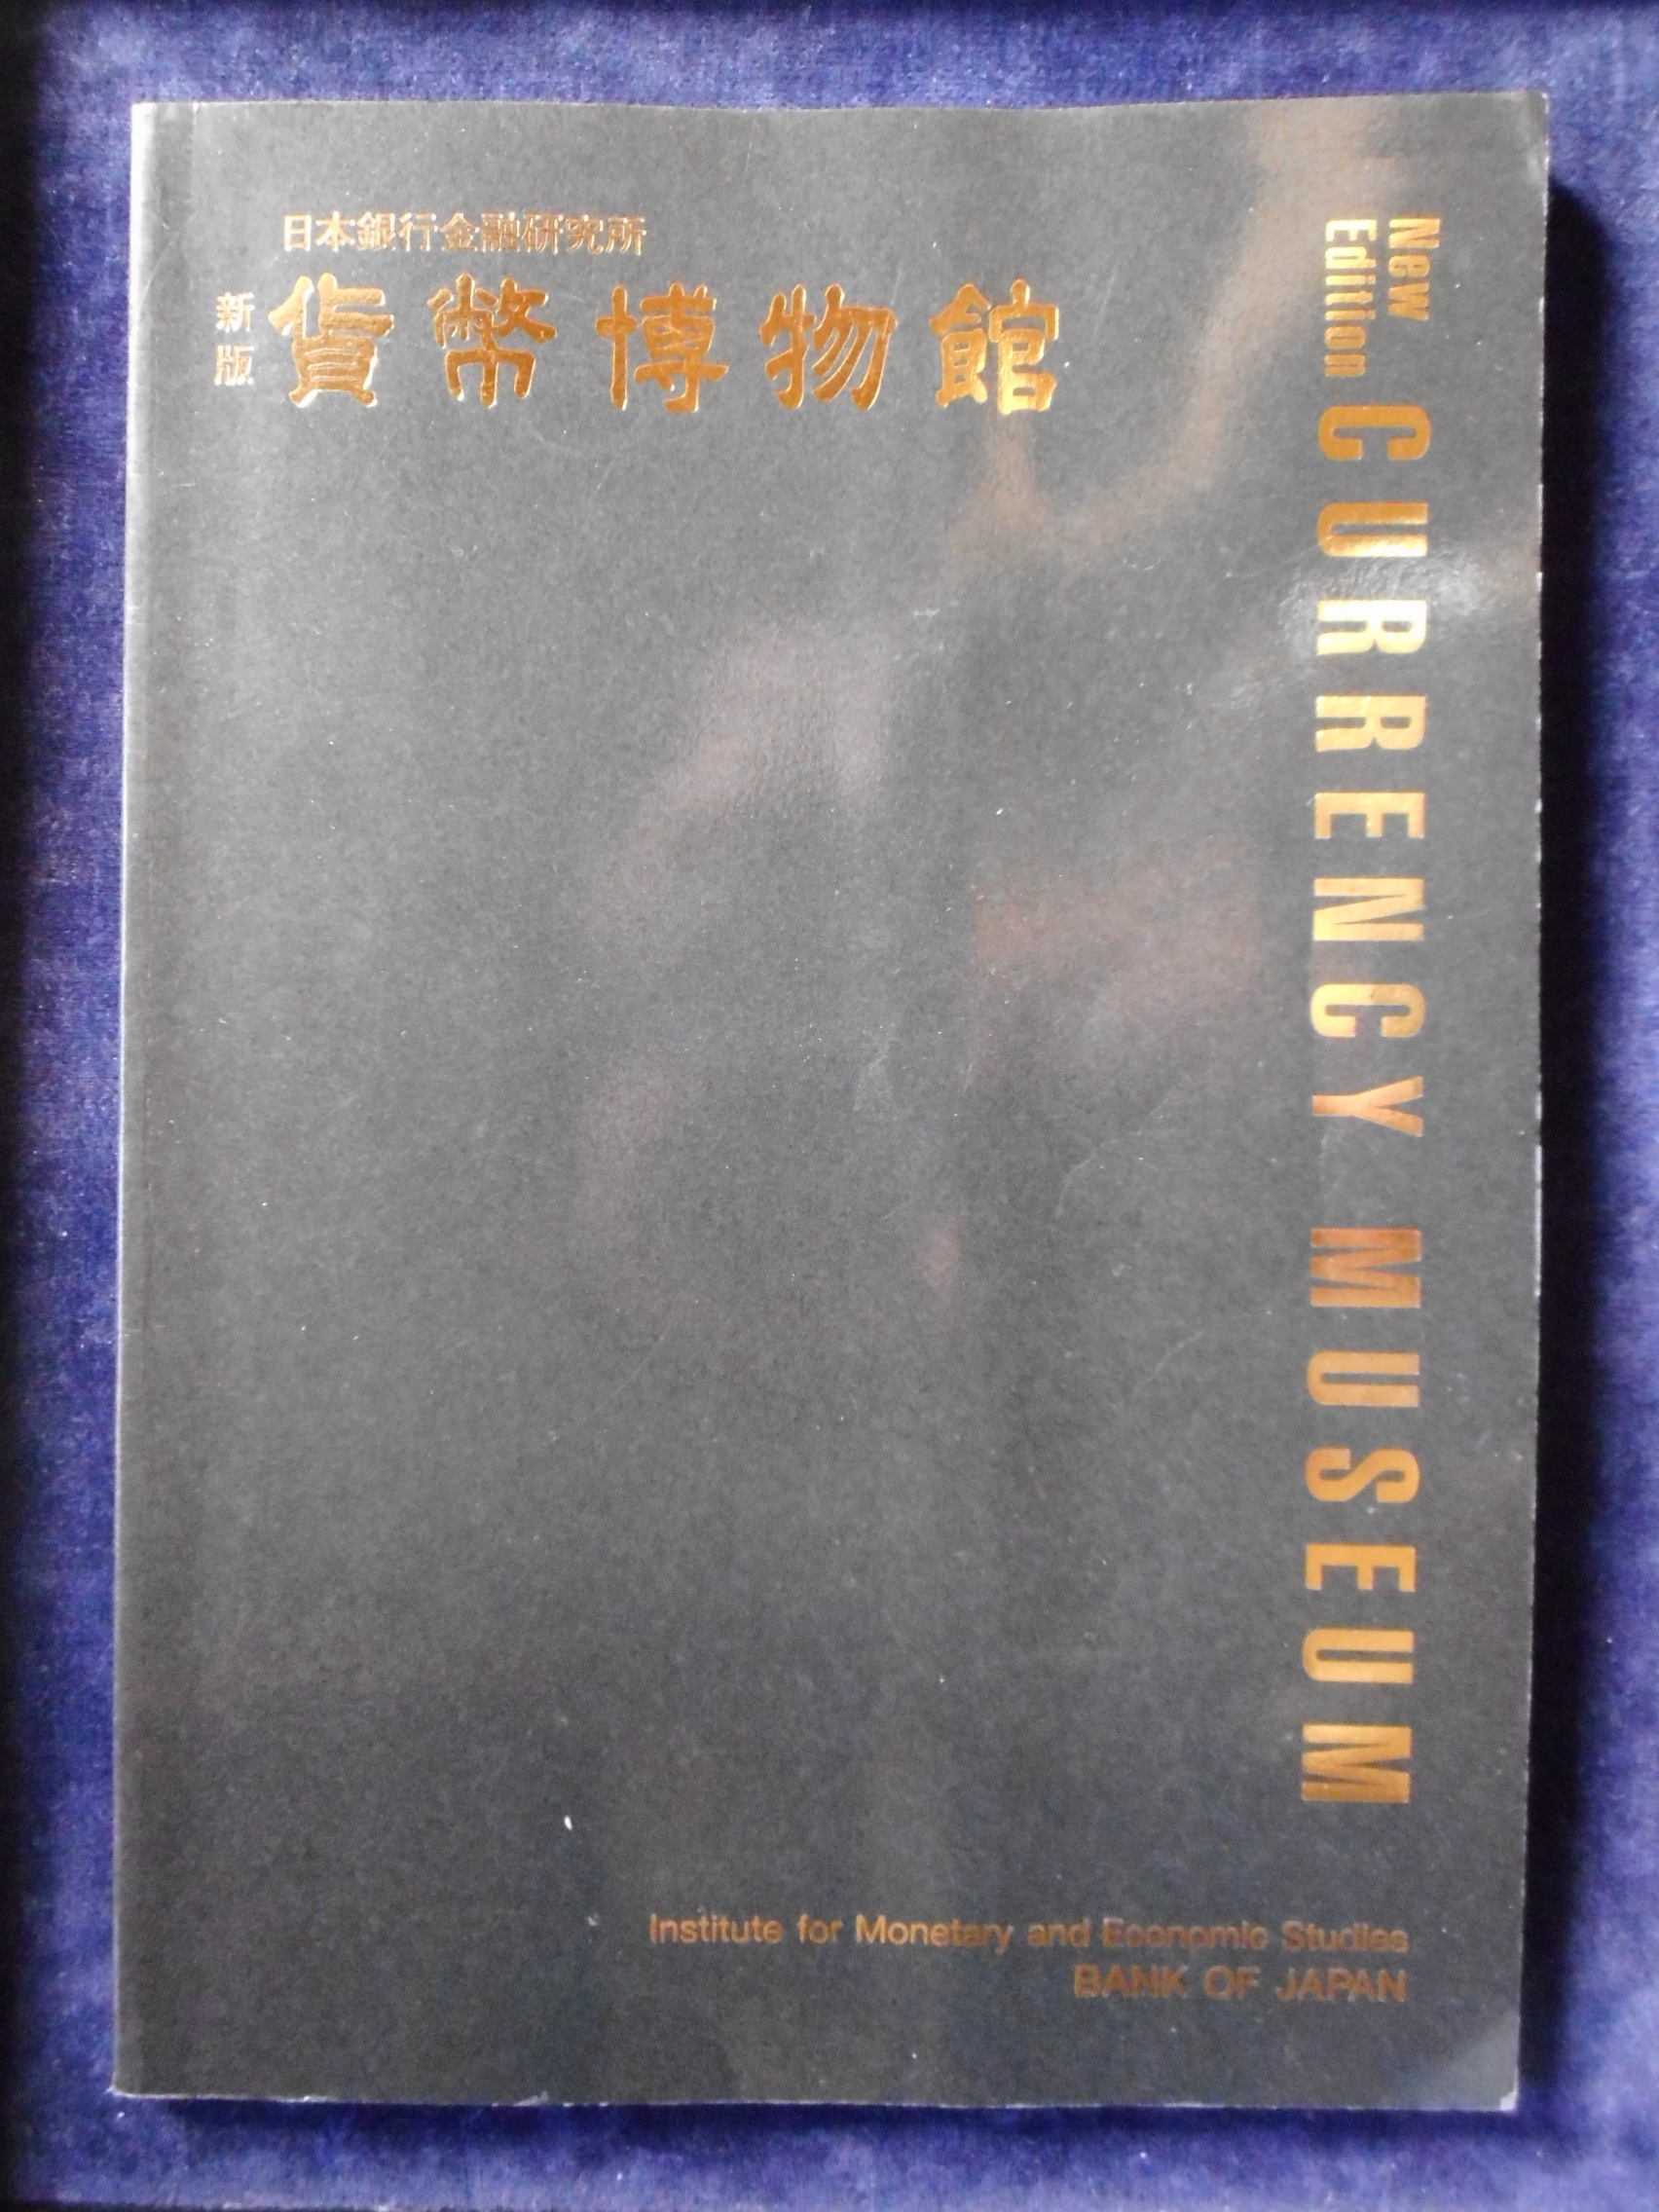 日本銀行金融研究所
新版
貨幣博物館
New
Edition
CURRENCY MUSEUM
Institute for Monetary and Economic Studies
BANK OF JAPAN